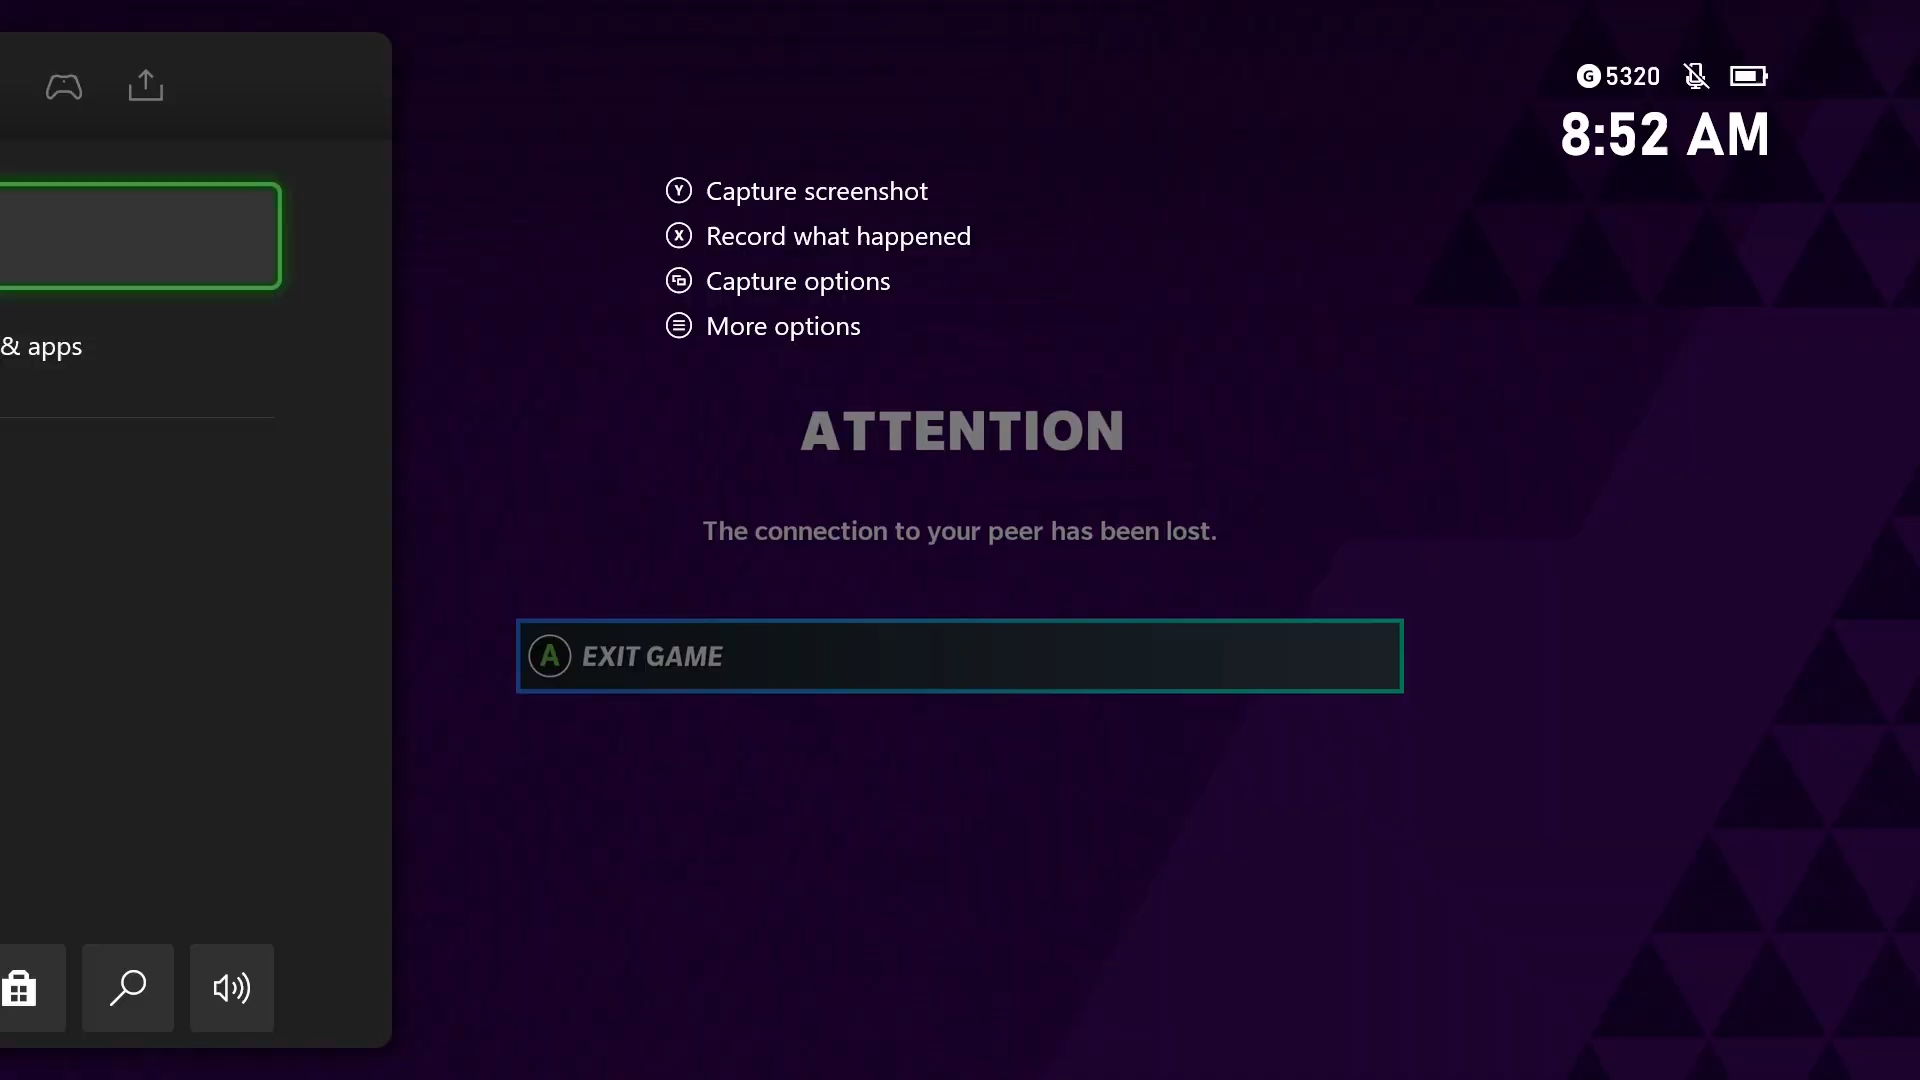 G 5320
8:52 AM
Y Capture screenshot
X Record what happened
Capture options
More options
& apps
ATTENTION
The connection to your peer has been lost.
A EXIT GAME